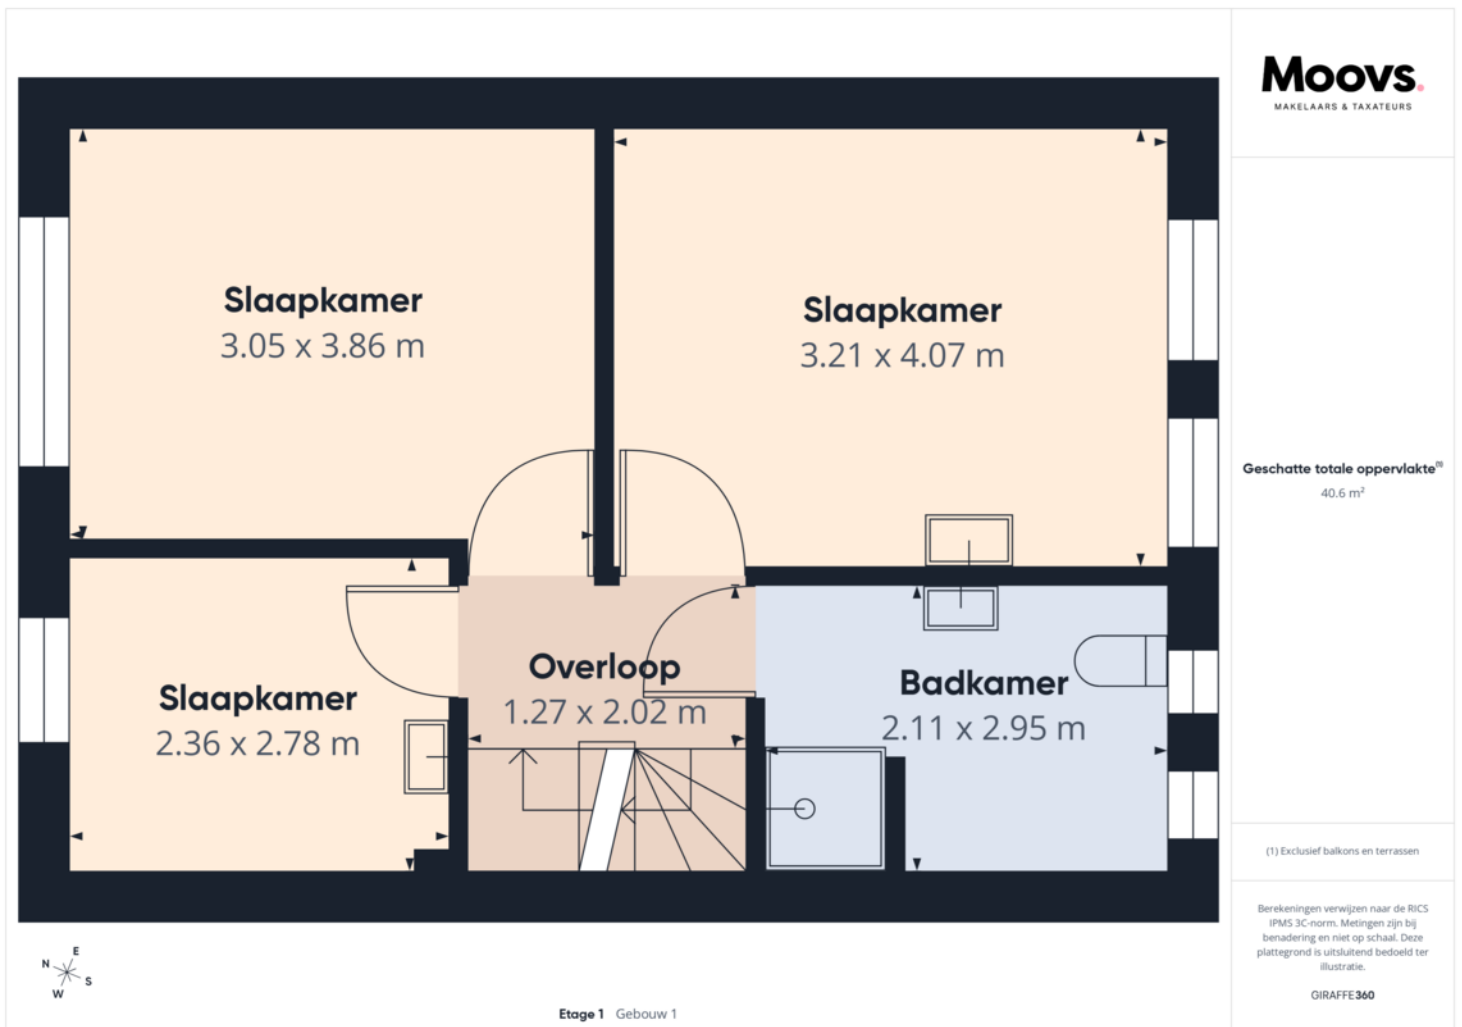 Moovs.
MAKELAARS & TAXATEURS
Slaapkamer
3.05 x 3.86 m
Slaapkamer
3.21 x 4.07 m
Geschatte totale oppervlakte(1)
40.6 m²
Slaapkamer
2.36 x 2.78 m
Overloop
1.27 x 2.02 m
Badkamer
2.11 x 2.95 m
(1) Exclusief balkons en terrassen
Berekeningen verwijzen naar de RICS
IPMS 3C-norm. Metingen zijn bij
benadering en niet op schaal. Deze
plattegrond is uitsluitend bedoeld ter
illustratie.
GIRAFFE360
E
N
S
W
Etage 1 Gebouw 1